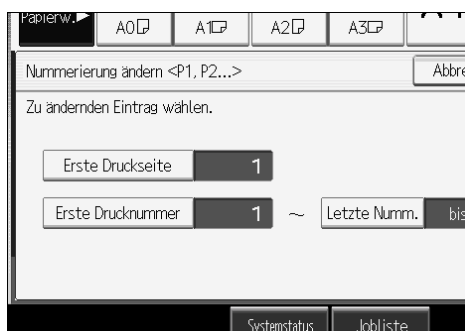 Papierw.►
A0 A1 A2 A3
Nummerierung ändern <P1, P2...>
Abbre
Zu ändernden Eintrag wählen.
Erste Druckseite 1
Erste Drucknummer 1 ~ Letzte Numm. bis
Systemstatus Jobliste